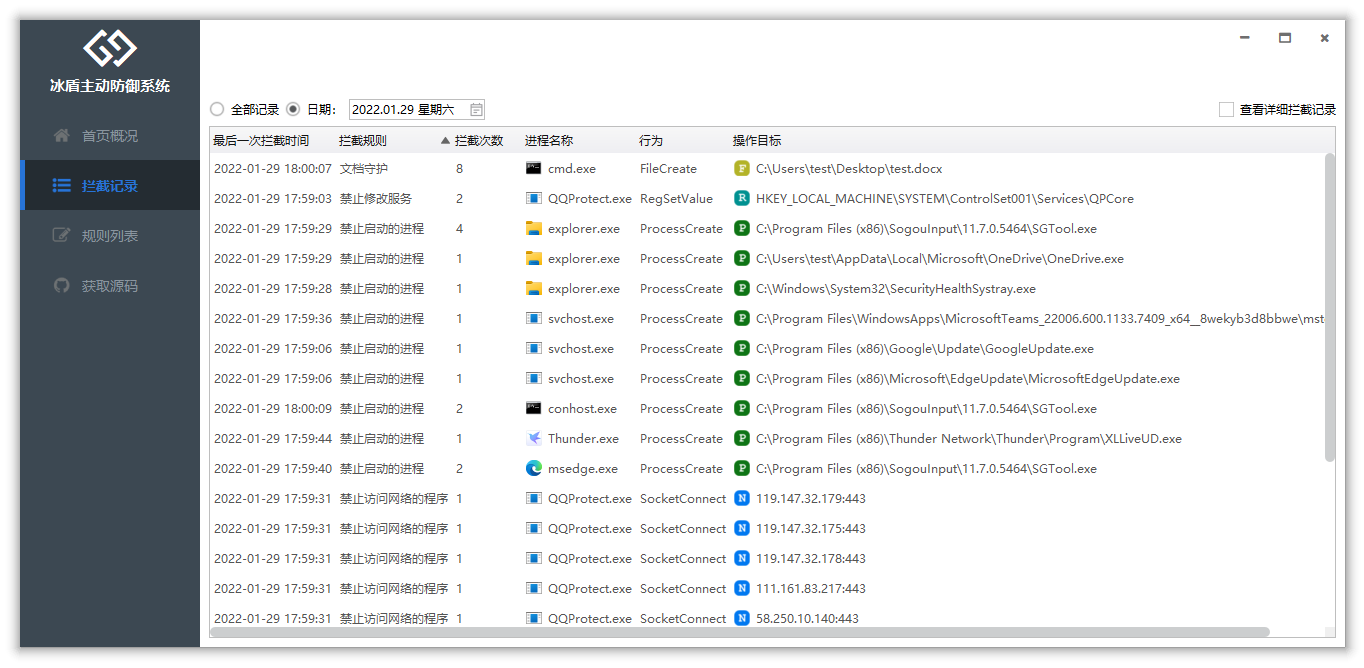 冰盾主动防御系统
首页概况
拦截记录
规则列表
获取源码
全部记录 日期： 2022.01.29 星期六 查看详细拦截记录
最后一次拦截时间 拦截规则 拦截次数 进程名称 行为 操作目标
2022-01-29 18:00:07 文档守护 8 cmd.exe FileCreate F C:\Users\test\Desktop\test.docx
2022-01-29 17:59:03 禁止修改服务 2 QQProtect.exe RegSetValue R HKEY_LOCAL_MACHINE\SYSTEM\ControlSet001\Services\QPCore
2022-01-29 17:59:29 禁止启动的进程 4 explorer.exe ProcessCreate P C:\Program Files (x86)\SogouInput\11.7.0.5464\SGTool.exe
2022-01-29 17:59:29 禁止启动的进程 1 explorer.exe ProcessCreate P C:\Users\test\AppData\Local\Microsoft\OneDrive\OneDrive.exe
2022-01-29 17:59:28 禁止启动的进程 1 explorer.exe ProcessCreate P C:\Windows\System32\SecurityHealthSystray.exe
2022-01-29 17:59:36 禁止启动的进程 1 svchost.exe ProcessCreate P C:\Program Files\WindowsApps\MicrosoftTeams_22006.600.1133.7409_x64__8wekyb3d8bbwe\mst
2022-01-29 17:59:06 禁止启动的进程 1 svchost.exe ProcessCreate P C:\Program Files (x86)\Google\Update\GoogleUpdate.exe
2022-01-29 17:59:06 禁止启动的进程 1 svchost.exe ProcessCreate P C:\Program Files (x86)\Microsoft\EdgeUpdate\MicrosoftEdgeUpdate.exe
2022-01-29 18:00:09 禁止启动的进程 2 conhost.exe ProcessCreate P C:\Program Files (x86)\SogouInput\11.7.0.5464\SGTool.exe
2022-01-29 17:59:44 禁止启动的进程 1 Thunder.exe ProcessCreate P C:\Program Files (x86)\Thunder Network\Thunder\Program\XLLiveUD.exe
2022-01-29 17:59:40 禁止启动的进程 2 msedge.exe ProcessCreate P C:\Program Files (x86)\SogouInput\11.7.0.5464\SGTool.exe
2022-01-29 17:59:31 禁止访问网络的程序 1 QQProtect.exe SocketConnect N 119.147.32.179:443
2022-01-29 17:59:31 禁止访问网络的程序 1 QQProtect.exe SocketConnect N 119.147.32.175:443
2022-01-29 17:59:31 禁止访问网络的程序 1 QQProtect.exe SocketConnect N 119.147.32.178:443
2022-01-29 17:59:31 禁止访问网络的程序 1 QQProtect.exe SocketConnect N 111.161.83.217:443
2022-01-29 17:59:31 禁止访问网络的程序 1 QQProtect.exe SocketConnect N 58.250.10.140:443